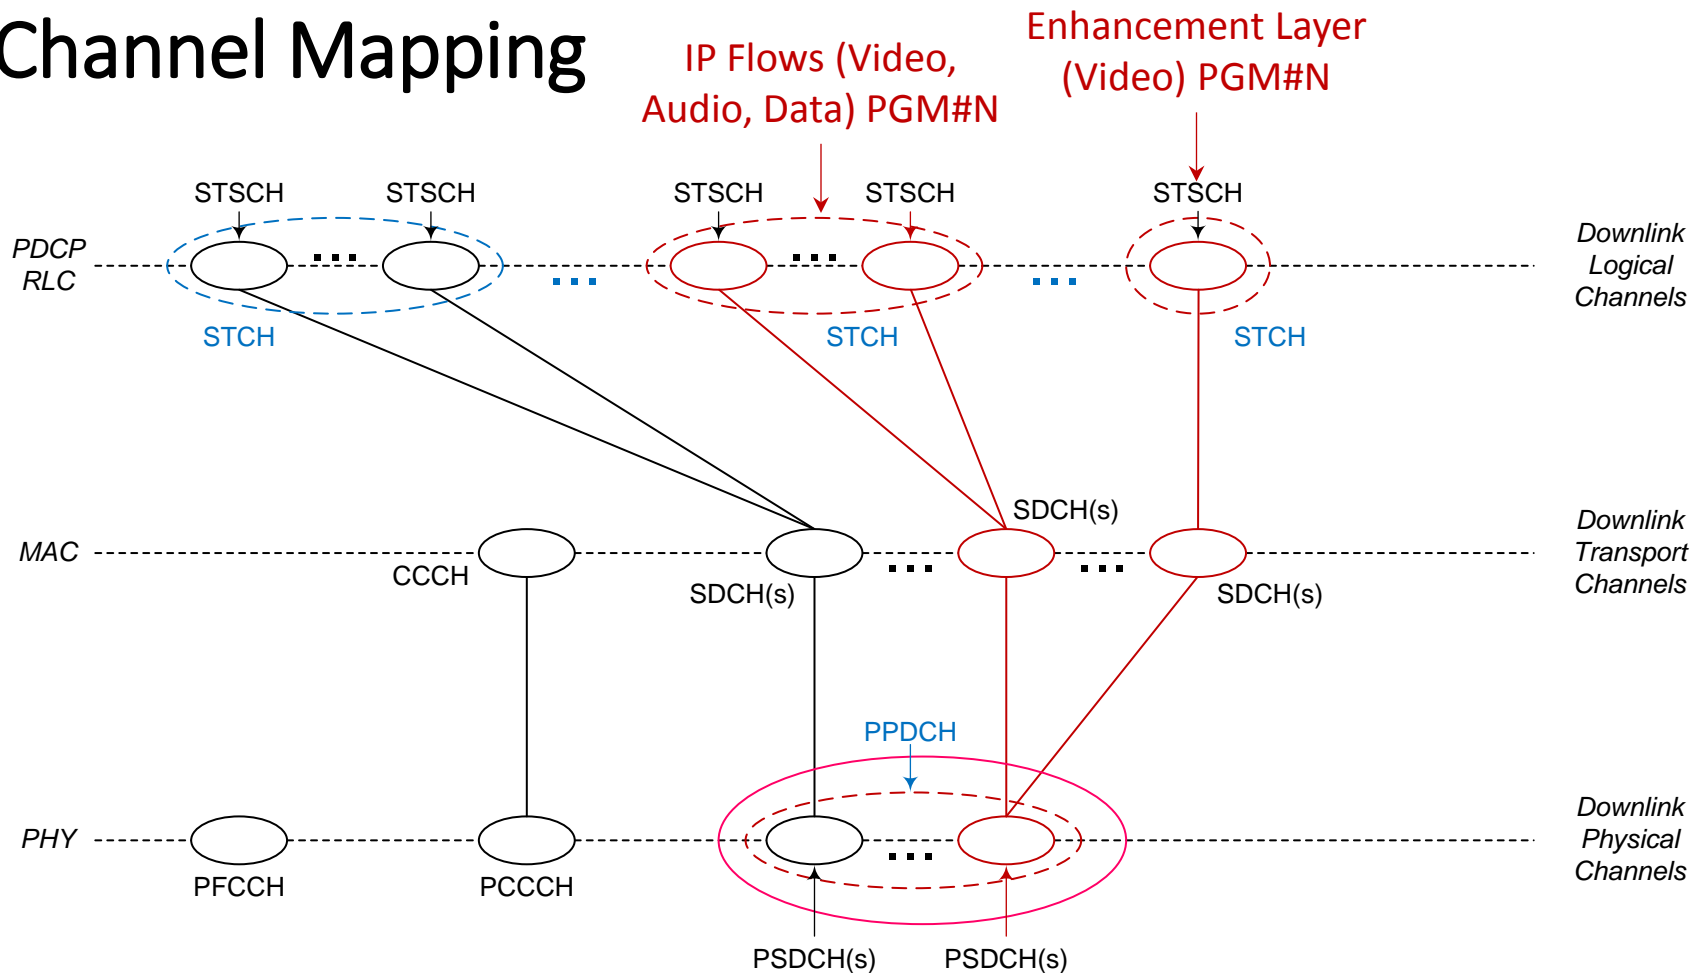 Channel Mapping
IP Flows (Video,
Audio, Data) PGM#N
Enhancement Layer
(Video) PGM#N
STSCH
STSCH
STSCH
STSCH
STSCH
PDCP
RLC
Downlink
Logical
Channels
STCH
STCH
STCH
SDCH(s)
MAC
Downlink
Transport
Channels
CCCH
SDCH(s)
SDCH(s)
PPDCH
PHY
Downlink
Physical
Channels
PFCCH
PCCCH
PSDCH(s)
PSDCH(s)